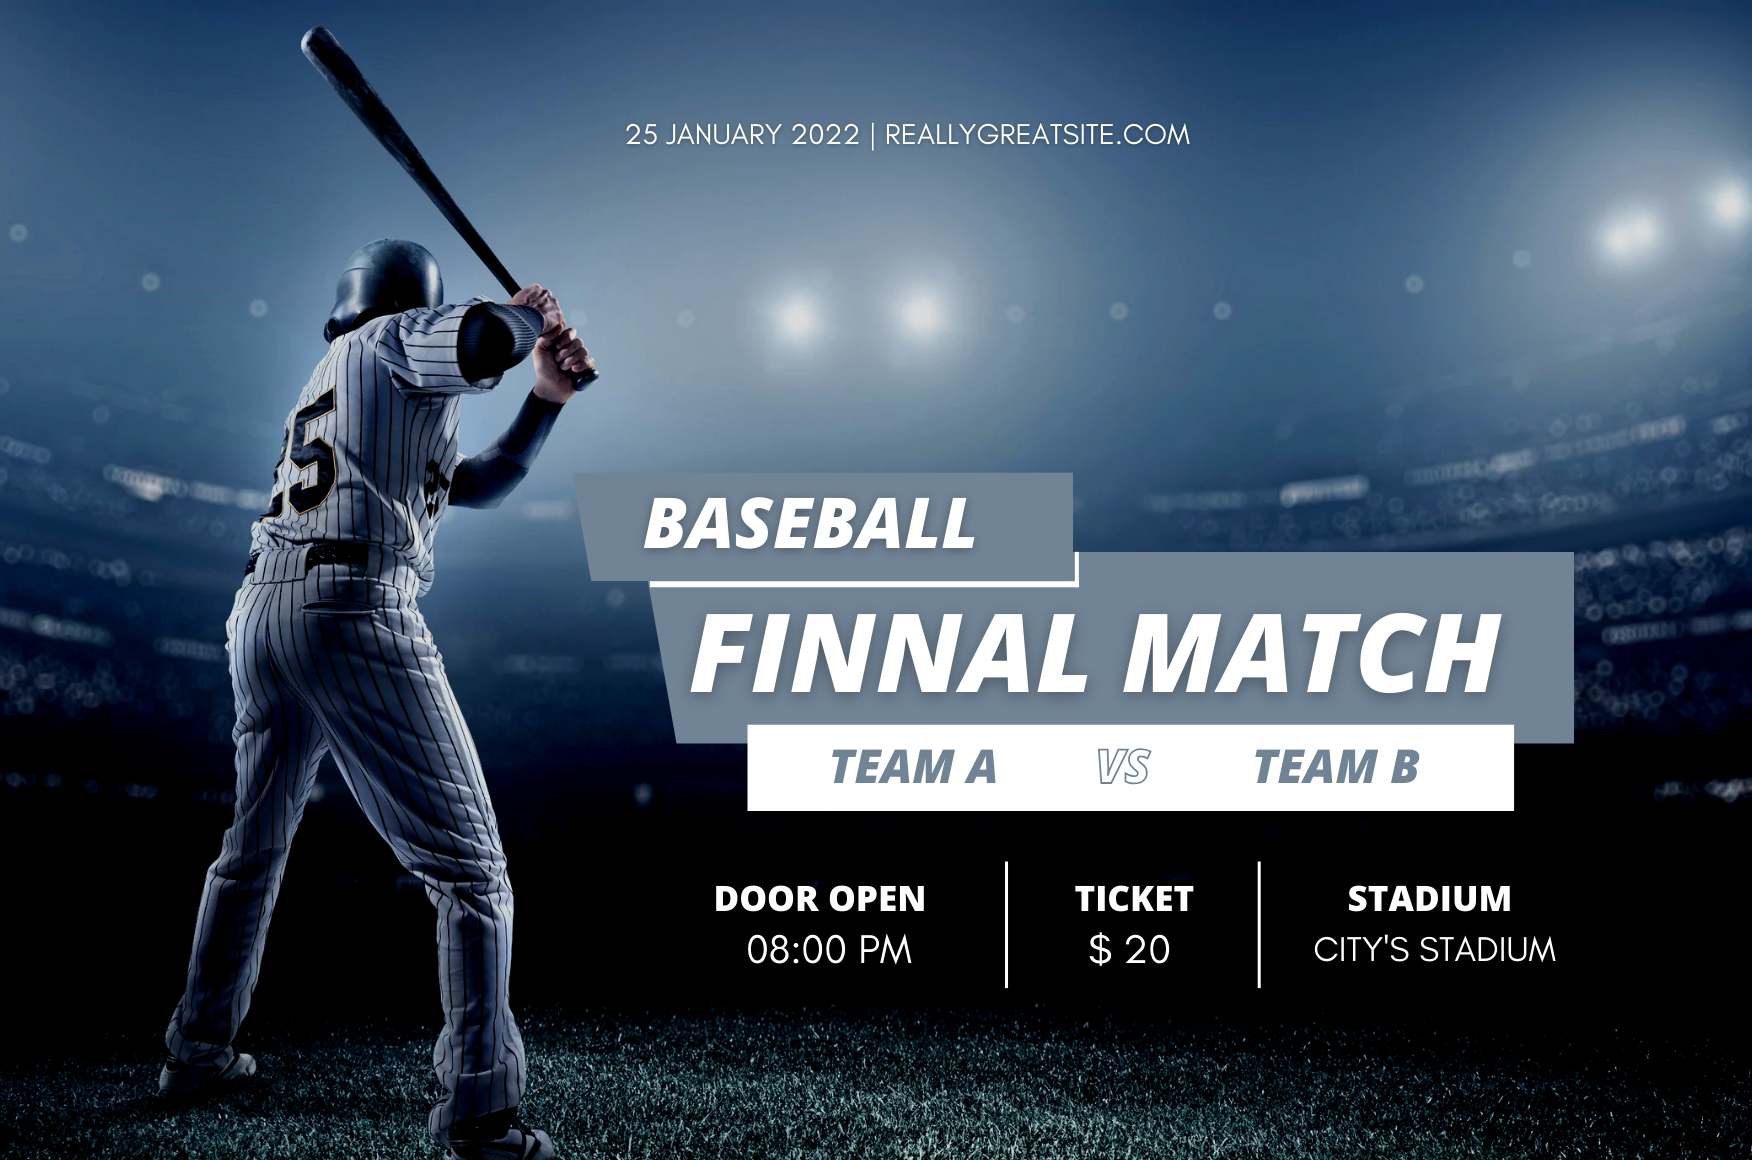 25 JANUARY 2022 | REALLYGREATSITE.COM
BASEBALL
FINNAL MATCH
TEAM A VS TEAM B
DOOR OPEN
08:00 PM
TICKET
$ 20
STADIUM
CITY'S STADIUM